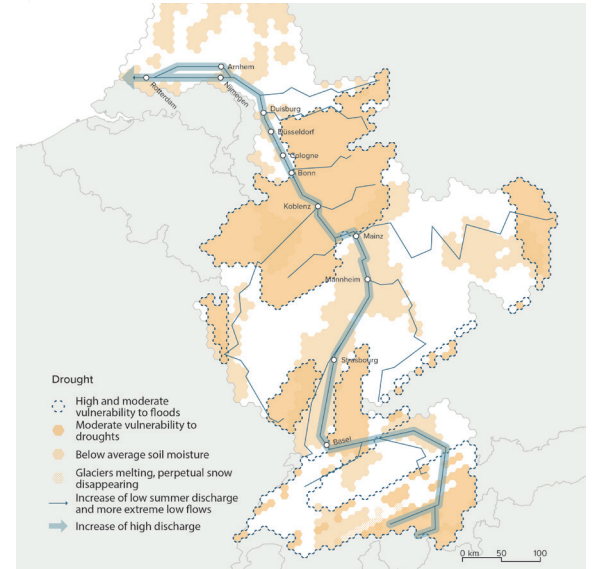 Arnhem
Rotterdam
Nijmegen
Duisburg
Düsseldorf
Cologne
Bonn
Koblenz
Mainz
Mannheim
Strasbourg
Basel
Drought
High and moderate
vulnerability to floods
Moderate vulnerability to
droughts
Below average soil moisture
Glaciers melting, perpetual snow
disappearing
Increase of low summer discharge
and more extreme low flows
Increase of high discharge
0 km 50 100